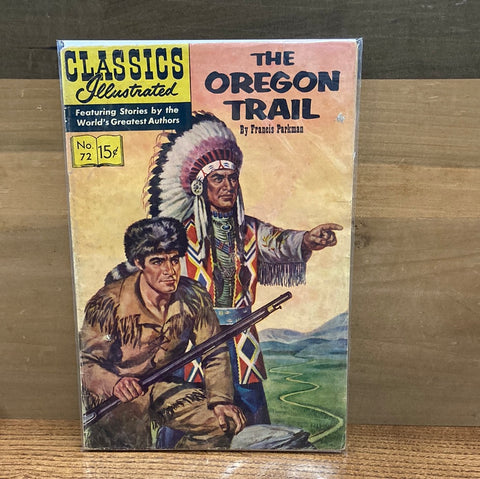 CLASSICS
Illustrated
Featuring Stories by the
World's Greatest Authors
No.
72
15¢
THE
OREGON
TRAIL
By Francis Parkman